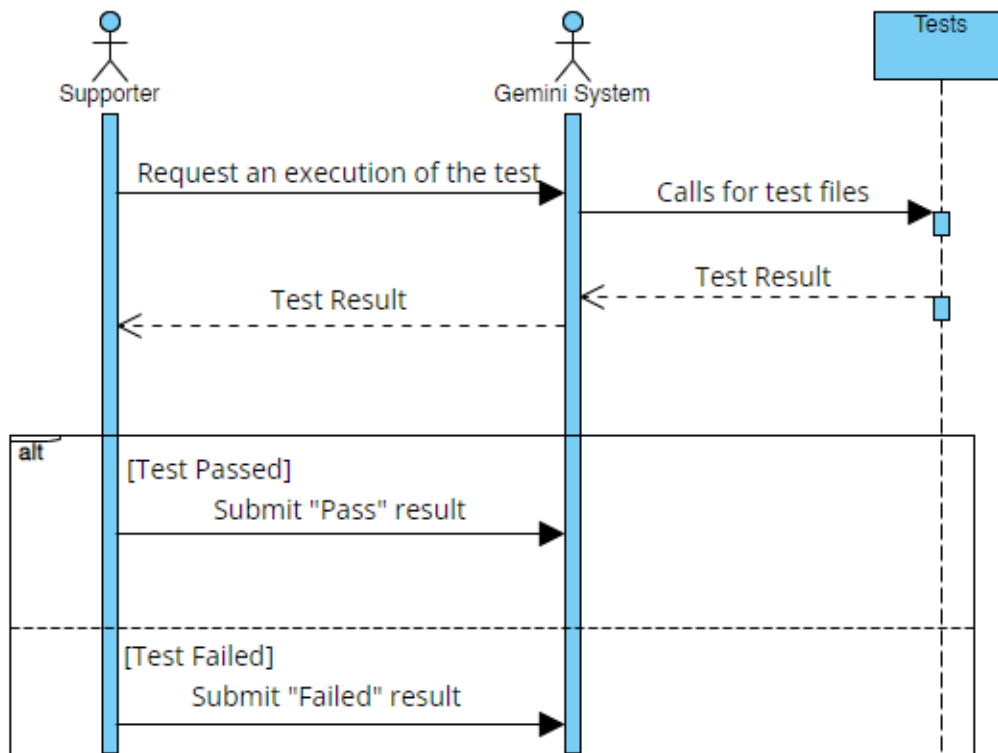 Tests
Supporter
Gemini System
Request an execution of the test
Calls for test files
Test Result
Test Result
alt
[Test Passed]
Submit "Pass" result
[Test Failed]
Submit "Failed" result